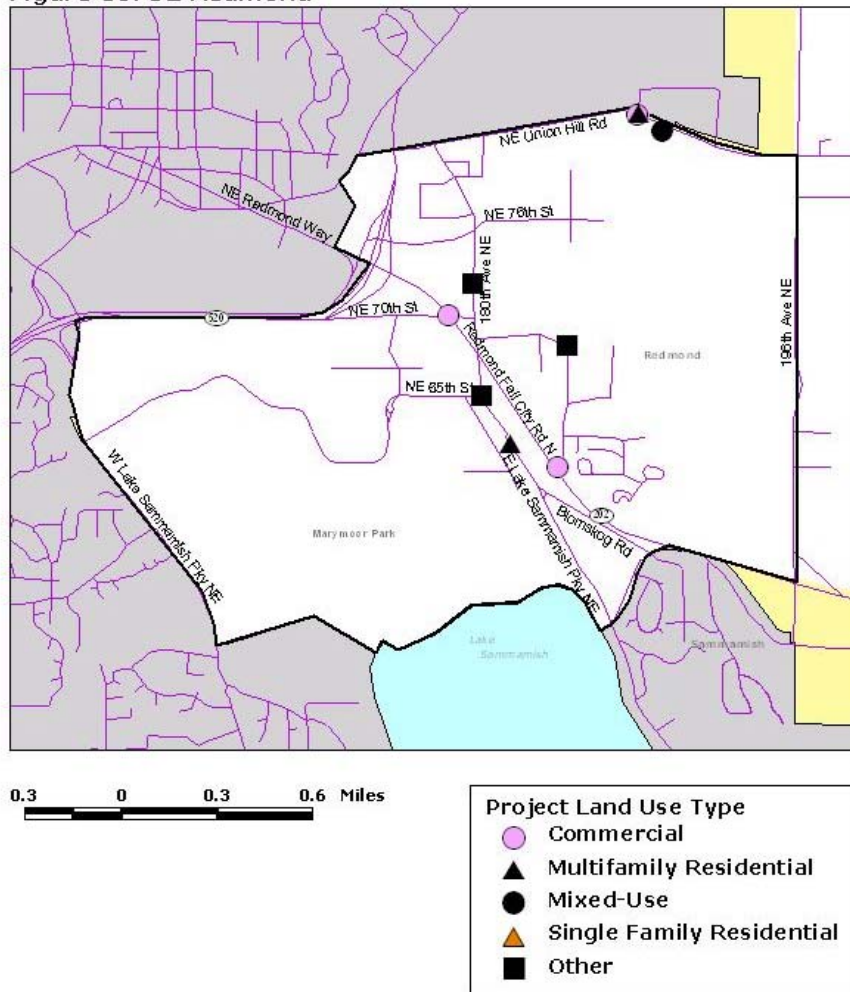 NE Union Hill Rd
NE Redmond Way
NE 76th St
180th Ave NE
196th Ave NE
NE 70th St
520
Redmond Fall City Rd N
Redmond
NE 65th St
W Lake Sammamish Pky NE
Marymoor Park
E Lake Sammamish Pky NE
202
Blomskog Rd
Lake
Sammamish
Sammamish
0.3 0 0.3 0.6 Miles
Project Land Use Type
Commercial
Multifamily Residential
Mixed-Use
Single Family Residential
Other